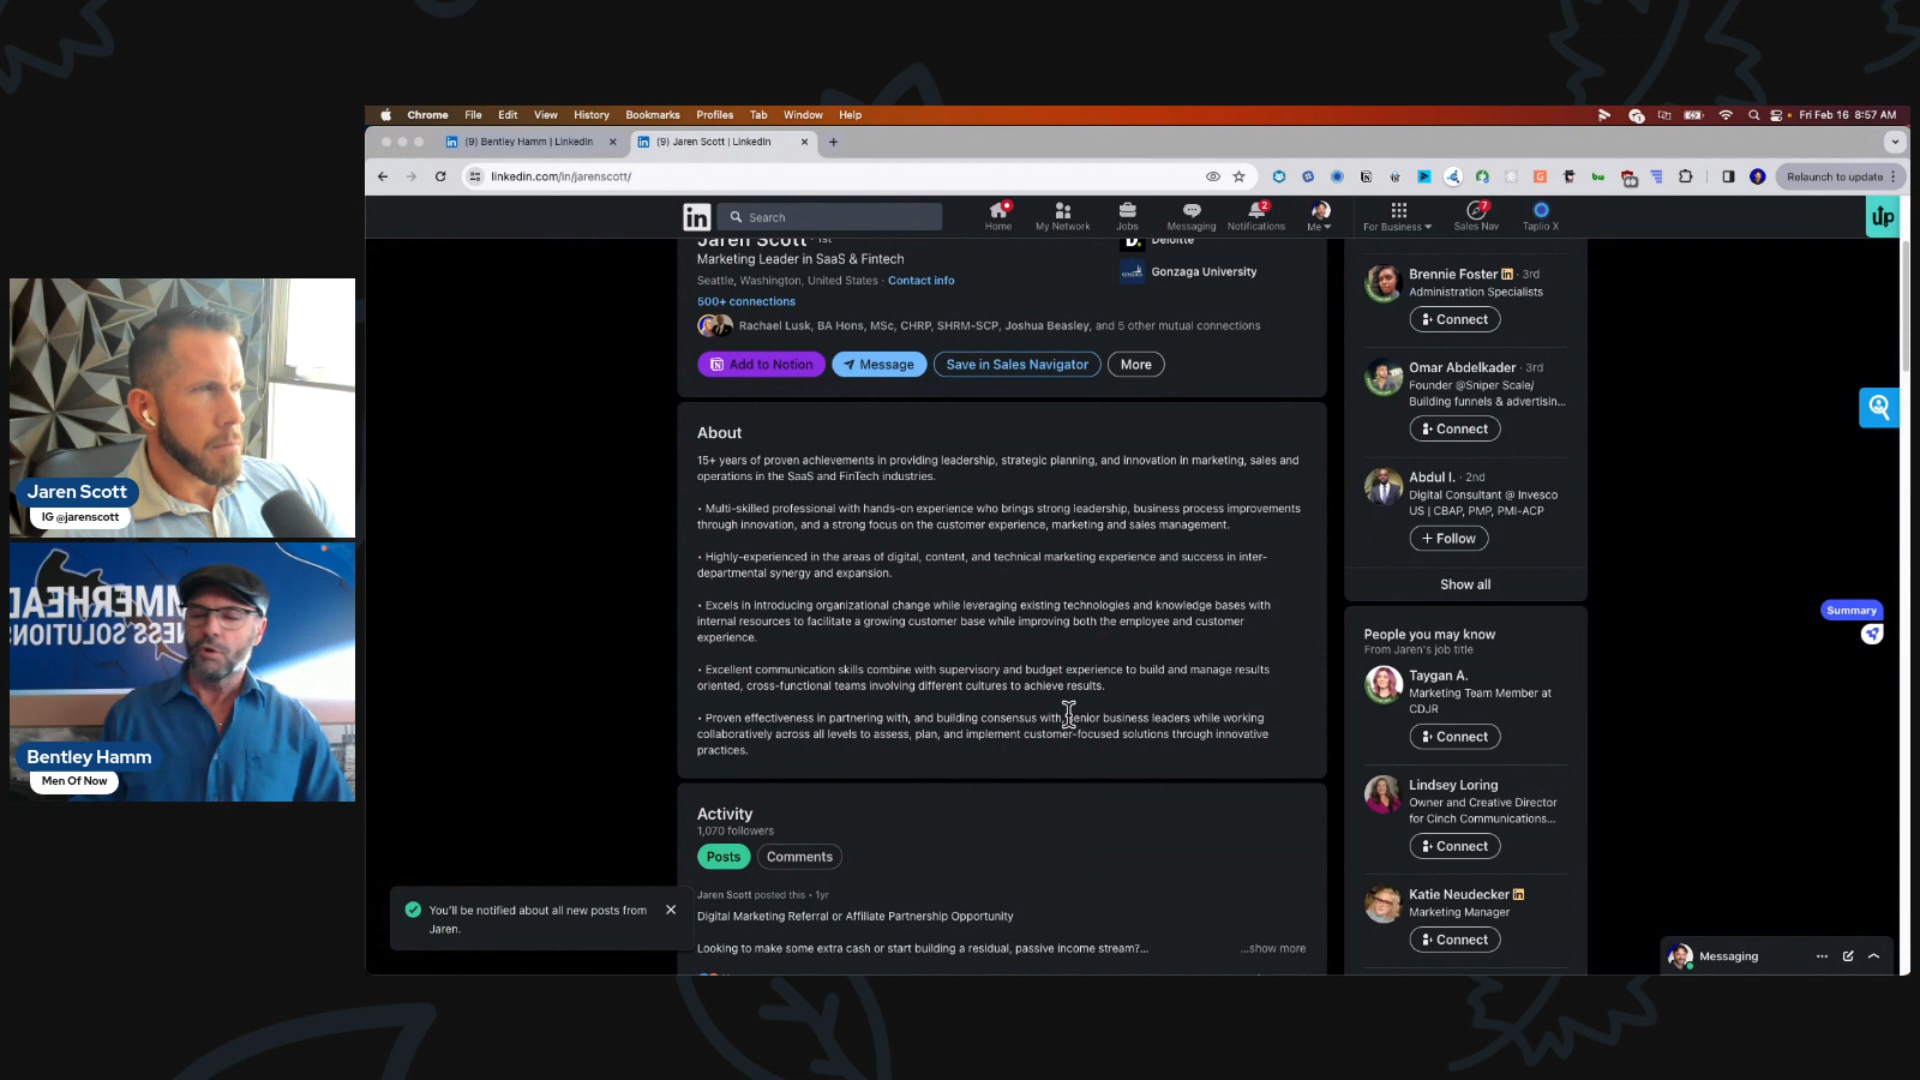 Chrome File Edit View History Bookmarks Profiles Tab Window Help
Fri Feb 16 8:57 AM
(9) Bentley Hamm | LinkedIn
(9) Jaren Scott | LinkedIn
linkedin.com/in/jarenscott/
Relaunch to update
in
Search
Home
My Network
Jobs
Messaging
2
Notifications
Me
For Business
7
Sales Nav
Taplio X
up
Jaren Scott · 1st
Marketing Leader in SaaS & Fintech
Seattle, Washington, United States · Contact info
500+ connections
Rachael Lusk, BA Hons, MSc, CHRP, SHRM-SCP, Joshua Beasley, and 5 other mutual connections
Add to Notion
Message
Save in Sales Navigator
More
Deloitte
Gonzaga University
About
15+ years of proven achievements in providing leadership, strategic planning, and innovation in marketing, sales and
operations in the SaaS and FinTech industries.
• Multi-skilled professional with hands-on experience who brings strong leadership, business process improvements
through innovation, and a strong focus on the customer experience, marketing and sales management.
• Highly-experienced in the areas of digital, content, and technical marketing experience and success in inter-
departmental synergy and expansion.
• Excels in introducing organizational change while leveraging existing technologies and knowledge bases with
internal resources to facilitate a growing customer base while improving both the employee and customer
experience.
• Excellent communication skills combine with supervisory and budget experience to build and manage results
oriented, cross-functional teams involving different cultures to achieve results.
• Proven effectiveness in partnering with, and building consensus with, senior business leaders while working
collaboratively across all levels to assess, plan, and implement customer-focused solutions through innovative
practices.
Activity
1,070 followers
Posts
Comments
Jaren Scott posted this • 1yr
Digital Marketing Referral or Affiliate Partnership Opportunity
Looking to make some extra cash or start building a residual, passive income stream?...
...show more
You'll be notified about all new posts from
Jaren.
Brennie Foster in · 3rd
Administration Specialists
Connect
Omar Abdelkader · 3rd
Founder @Sniper Scale/
Building funnels & advertisin...
Connect
Abdul I. · 2nd
Digital Consultant @ Invesco
US | CBAP, PMP, PMI-ACP
+ Follow
Show all
People you may know
From Jaren's job title
Taygan A.
Marketing Team Member at
CDJR
Connect
Lindsey Loring
Owner and Creative Director
for Cinch Communications...
Connect
Katie Neudecker in
Marketing Manager
Connect
Summary
Messaging
Jaren Scott
IG @jarenscott
Bentley Hamm
Men Of Now